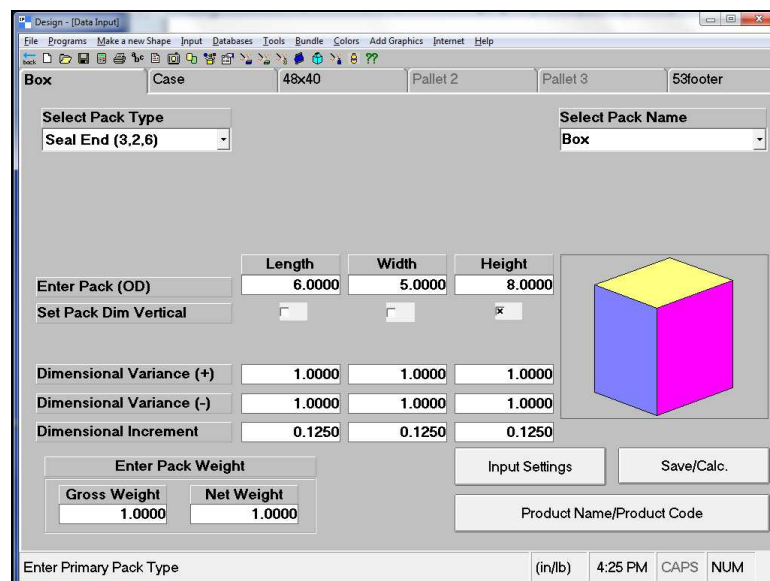 Design - [Data Input]
File Programs Make a new Shape Input Databases Tools Bundle Colors Add Graphics Internet Help
back ??
Box Case 48x40 Pallet 2 Pallet 3 53footer
Select Pack Type Select Pack Name
Seal End (3,2,6) Box
Length Width Height
Enter Pack (OD) 6.0000 5.0000 8.0000
Set Pack Dim Vertical
Dimensional Variance (+) 1.0000 1.0000 1.0000
Dimensional Variance (-) 1.0000 1.0000 1.0000
Dimensional Increment 0.1250 0.1250 0.1250
Enter Pack Weight Input Settings Save/Calc.
Gross Weight Net Weight
1.0000 1.0000 Product Name/Product Code
Enter Primary Pack Type (in/lb) 4:25 PM CAPS NUM